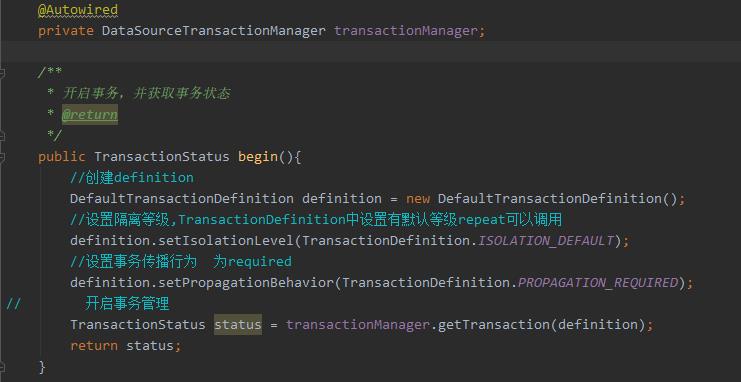 @Autowired
private DataSourceTransactionManager transactionManager;
/**
* 开启事务，并获取事务状态
* @return
*/
public TransactionStatus begin(){
//创建definition
DefaultTransactionDefinition definition = new DefaultTransactionDefinition();
//设置隔离等级,TransactionDefinition中设置有默认等级repeat可以调用
definition.setIsolationLevel(TransactionDefinition.ISOLATION_DEFAULT);
//设置事务传播行为  为required
definition.setPropagationBehavior(TransactionDefinition.PROPAGATION_REQUIRED);
//      开启事务管理
TransactionStatus status = transactionManager.getTransaction(definition);
return status;
}